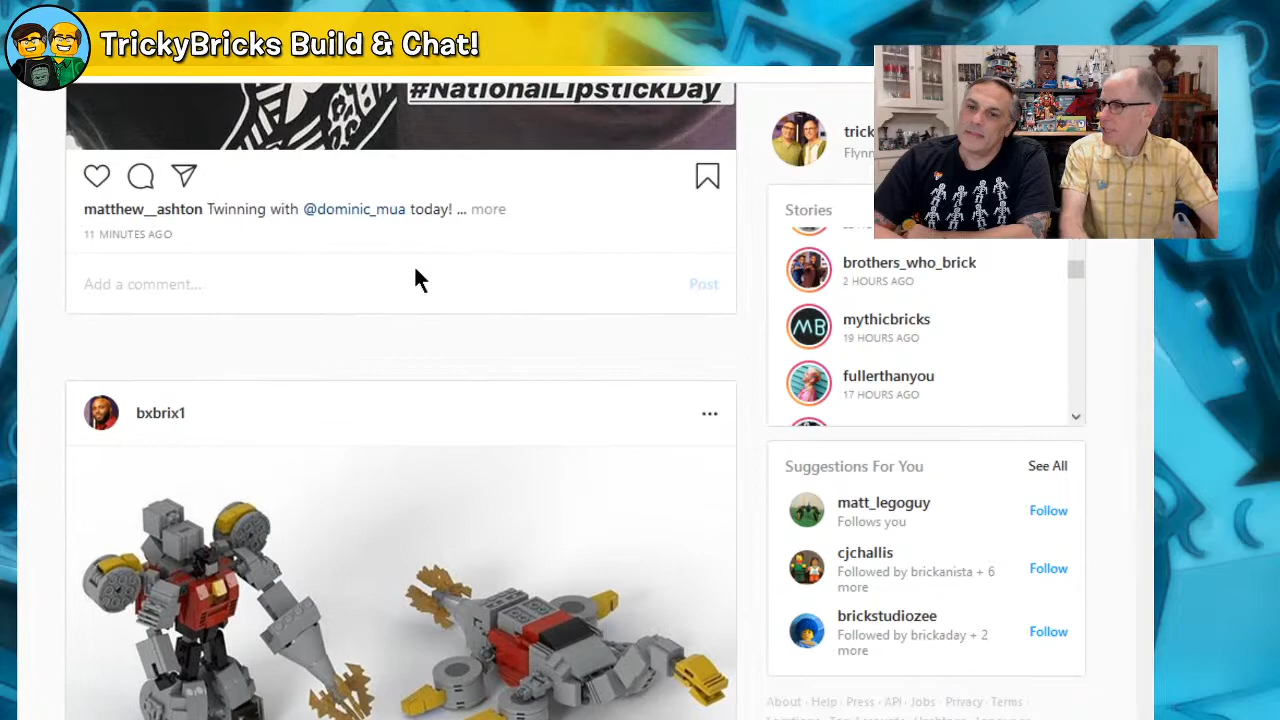 TrickyBricks Build & Chat!
#NationalLipstickDay
matthew__ashton Twinning with @dominic_mua today! ... more
11 MINUTES AGO
Add a comment... Post
bxbrix1
trick
Flynn
Stories
brothers_who_brick
2 HOURS AGO
MB
mythicbricks
19 HOURS AGO
fullerthanyou
17 HOURS AGO
Suggestions For You See All
matt_legoguy
Follows you
Follow
cjchallis
Followed by brickanista + 6
more
Follow
brickstudiozee
Followed by brickaday + 2
more
Follow
About · Help · Press · API · Jobs · Privacy · Terms ·